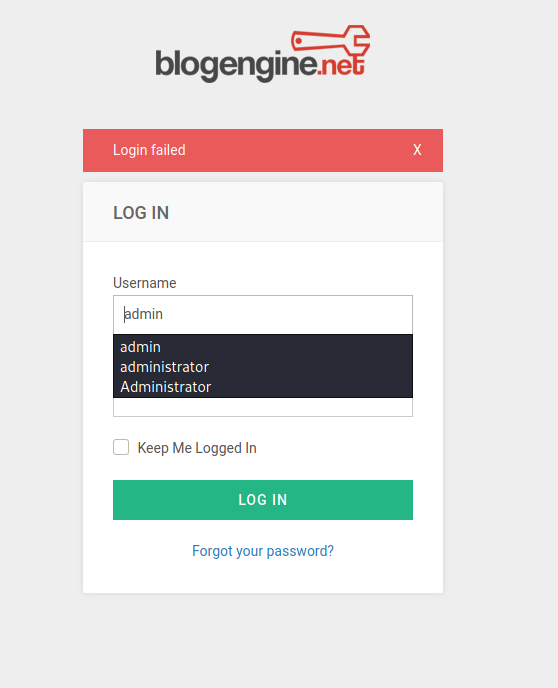 blogengine.net
Login failed X
LOG IN
Username
admin
admin
administrator
Administrator
Keep Me Logged In
LOG IN
Forgot your password?